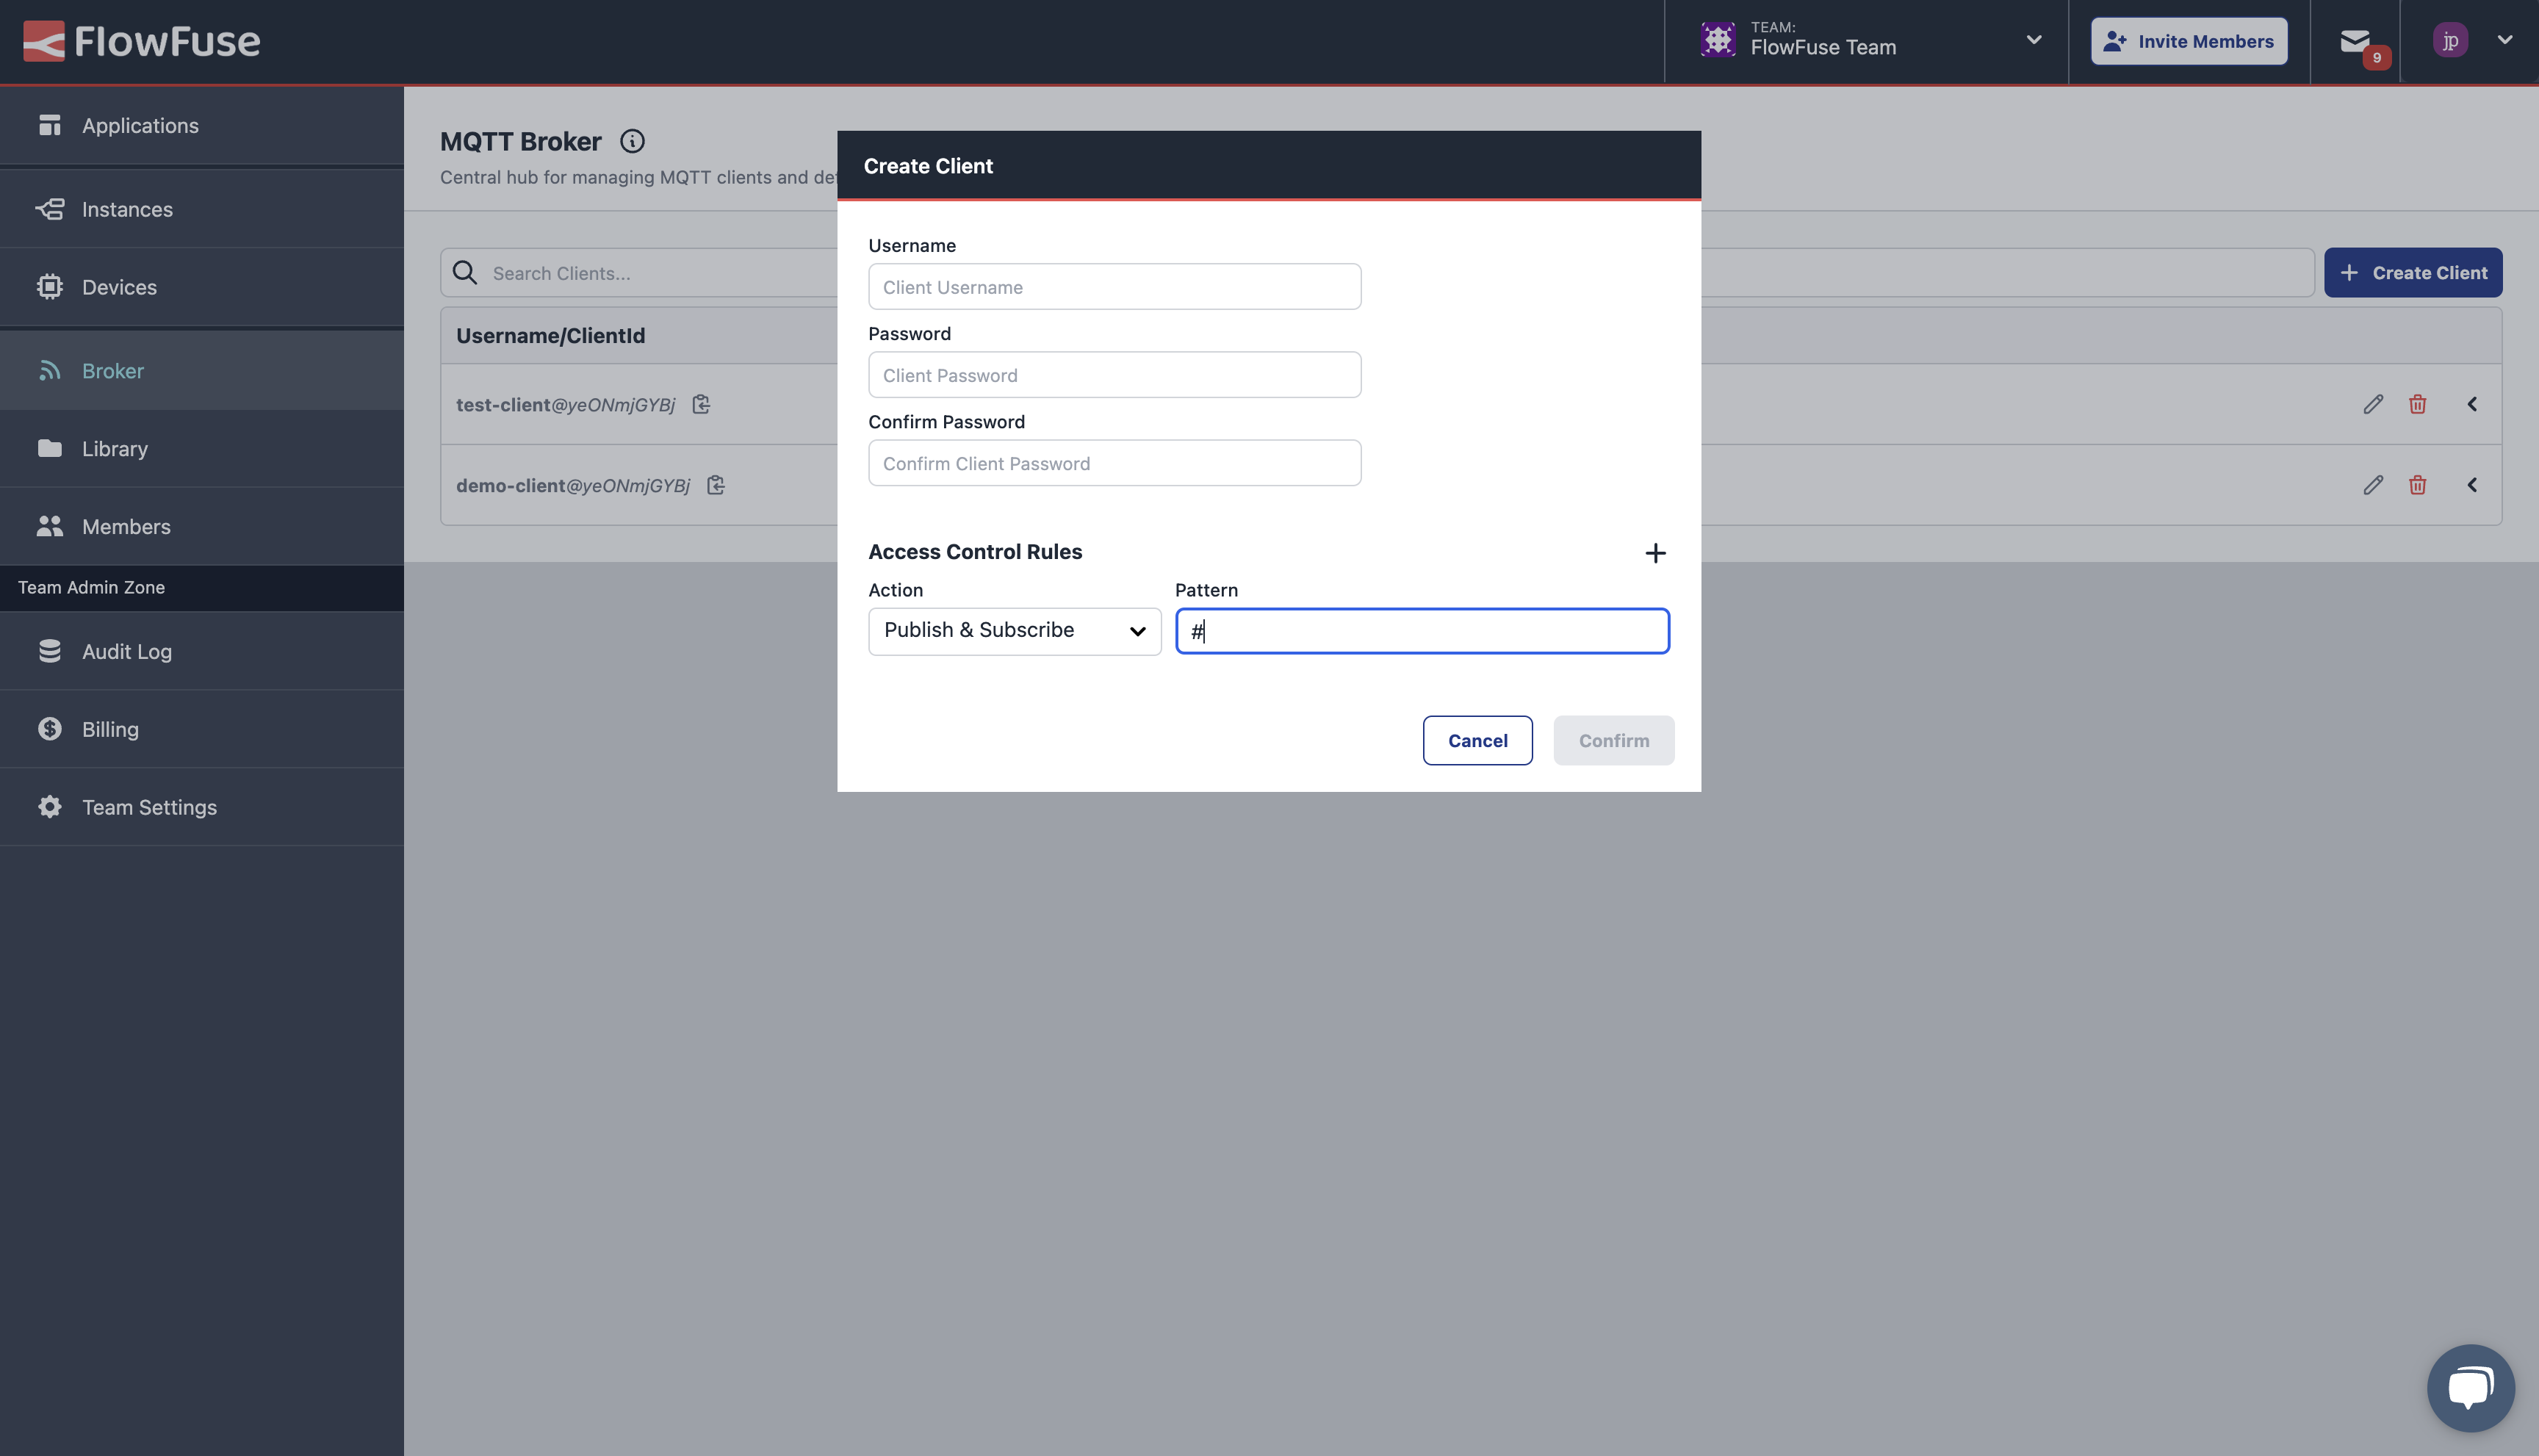 FlowFuse
TEAM:
FlowFuse Team
Invite Members
9
jp
Applications
Instances
Devices
Broker
Library
Members
Team Admin Zone
Audit Log
Billing
Team Settings
MQTT Broker
Central hub for managing MQTT clients and def
Search Clients...
Create Client
Username/ClientId
test-client@yeONmjGYBj
demo-client@yeONmjGYBj
Create Client
Username
Client Username
Password
Client Password
Confirm Password
Confirm Client Password
Access Control Rules
Action Pattern
Publish & Subscribe #
Cancel Confirm